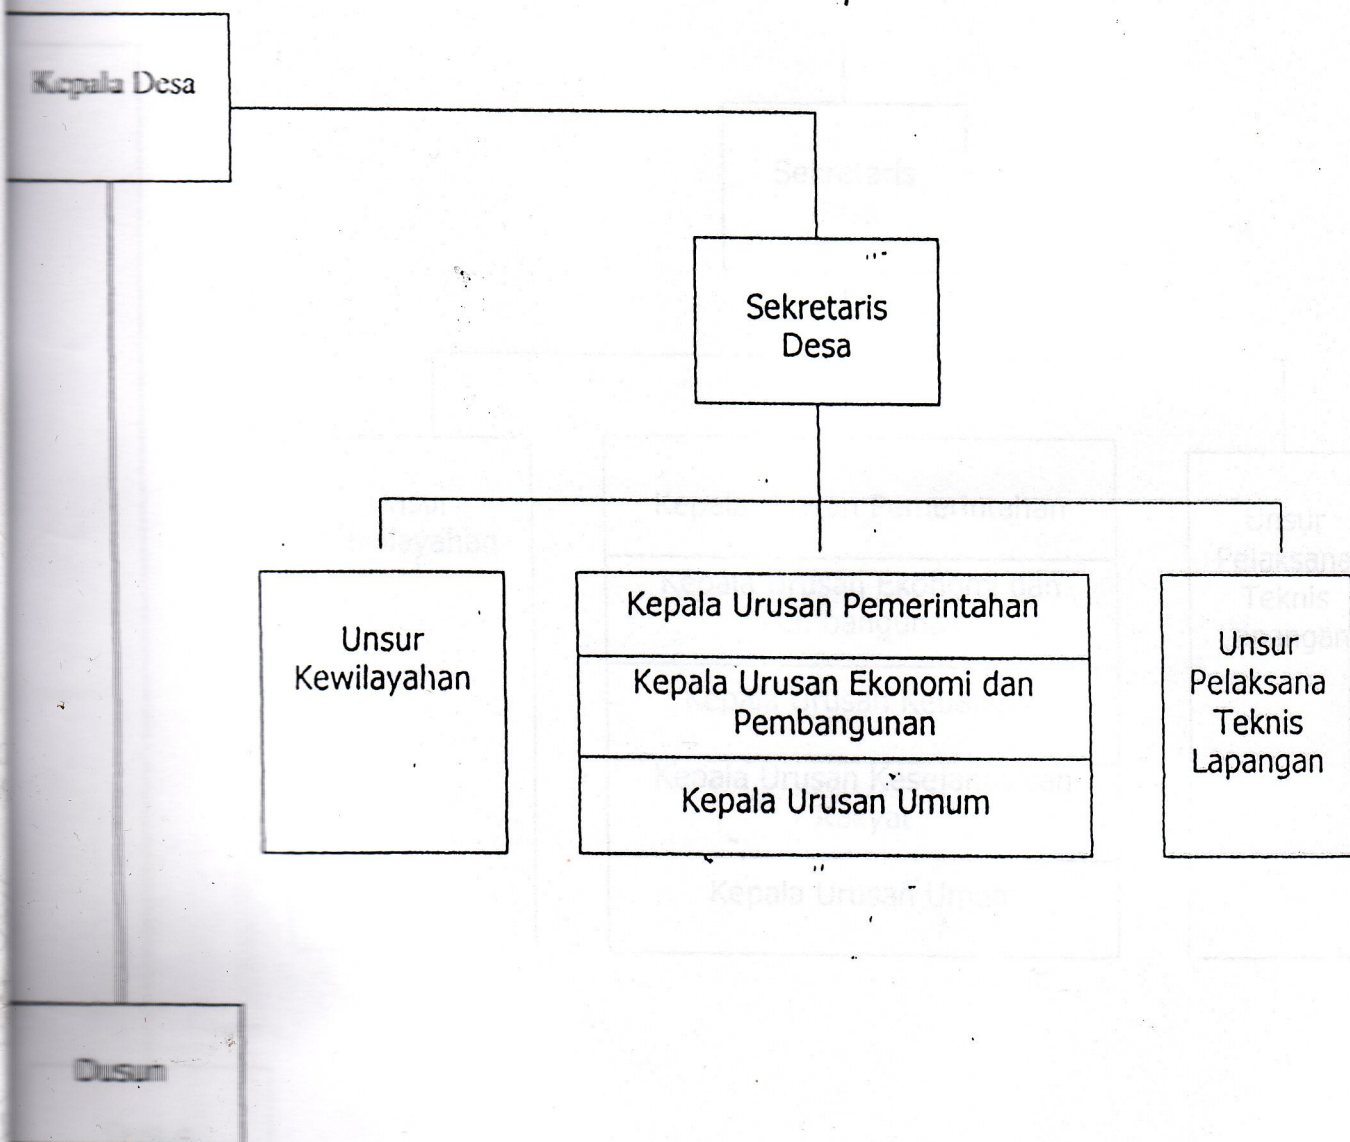 Kepala Desa
Sekretaris
Desa
Unsur
Kewilayahan
Kepala Urusan Pemerintahan
Kepala Urusan Ekonomi dan
Pembangunan
Kepala Urusan Umum
Unsur
Pelaksana
Teknis
Lapangan
Dusun